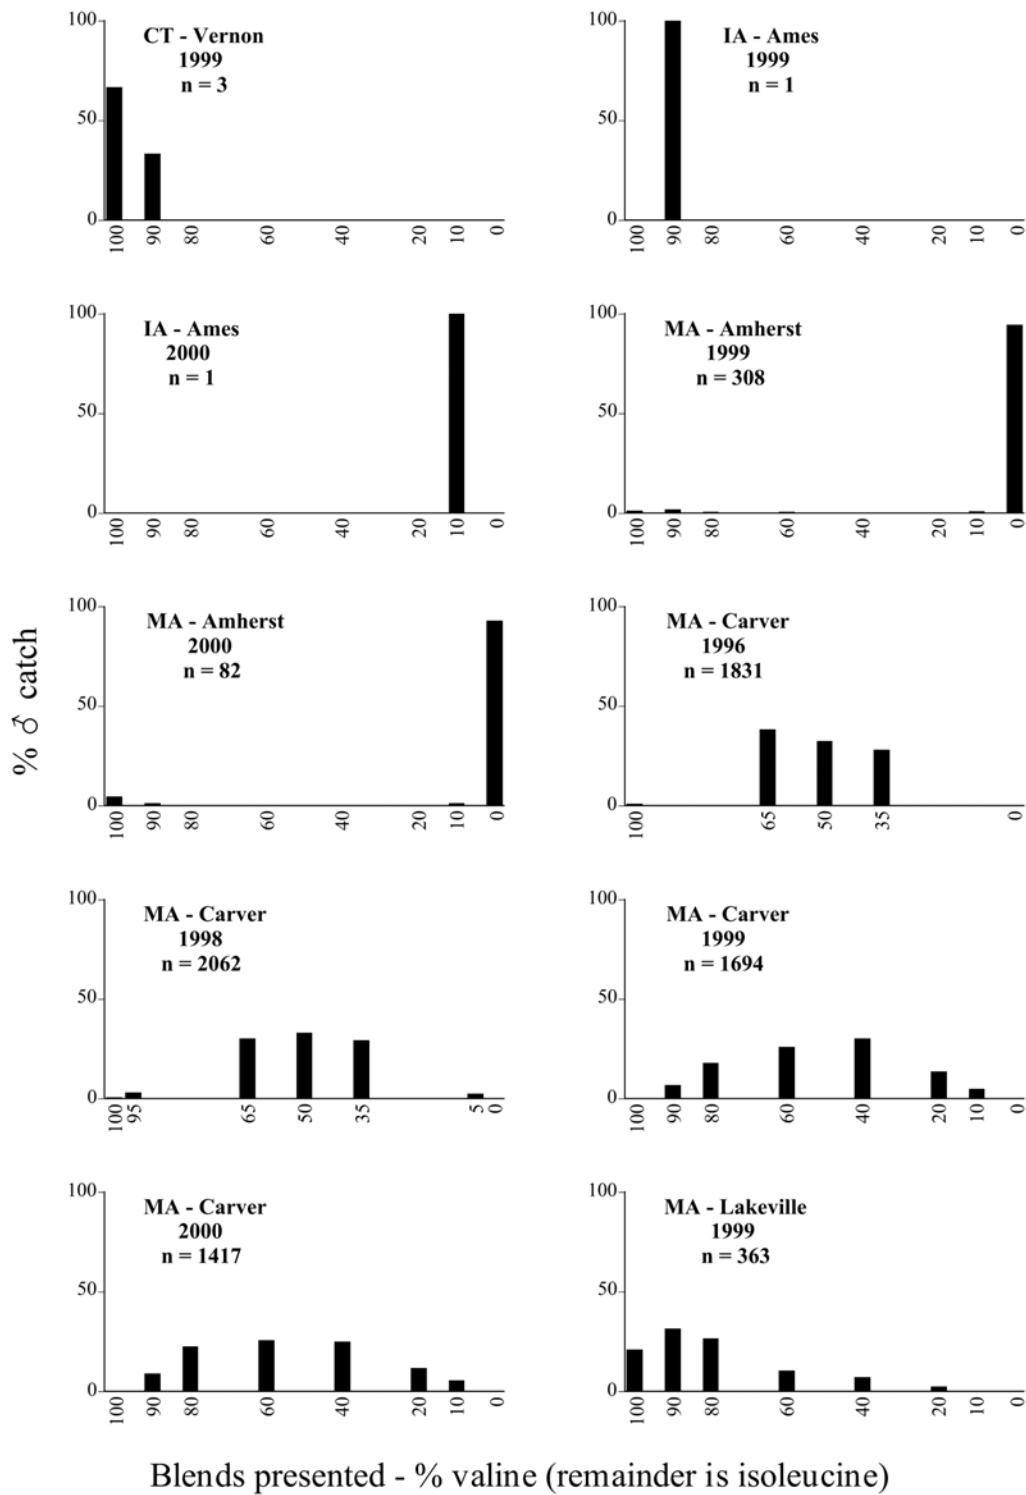 % ♂ catch
100
50
0
CT - Vernon
1999
n = 3
100 90 80 60 40 20 10 0
100
50
0
IA - Ames
1999
n = 1
100 90 80 60 40 20 10 0
100
50
0
IA - Ames
2000
n = 1
100 90 80 60 40 20 10 0
100
50
0
MA - Amherst
1999
n = 308
100 90 80 60 40 20 10 0
100
50
0
MA - Amherst
2000
n = 82
100 90 80 60 40 20 10 0
100
50
0
MA - Carver
1996
n = 1831
100 65 50 35 0
100
50
0
MA - Carver
1998
n = 2062
100 95 65 50 35 5 0
100
50
0
MA - Carver
1999
n = 1694
100 90 80 60 40 20 10 0
100
50
0
MA - Carver
2000
n = 1417
100 90 80 60 40 20 10 0
100
50
0
MA - Lakeville
1999
n = 363
100 90 80 60 40 20 10 0
Blends presented - % valine (remainder is isoleucine)